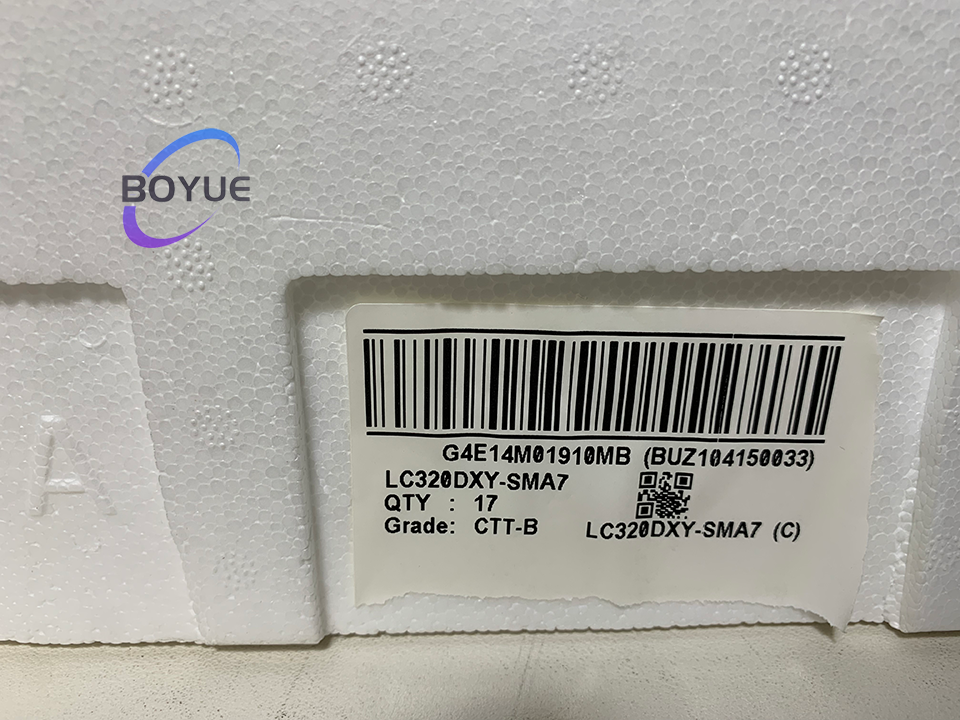 BOYUE
A
G4E14M01910MB (BUZ104150033)
LC320DXY-SMA7
QTY : 17
Grade: CTT-B
LC320DXY-SMA7 (C)